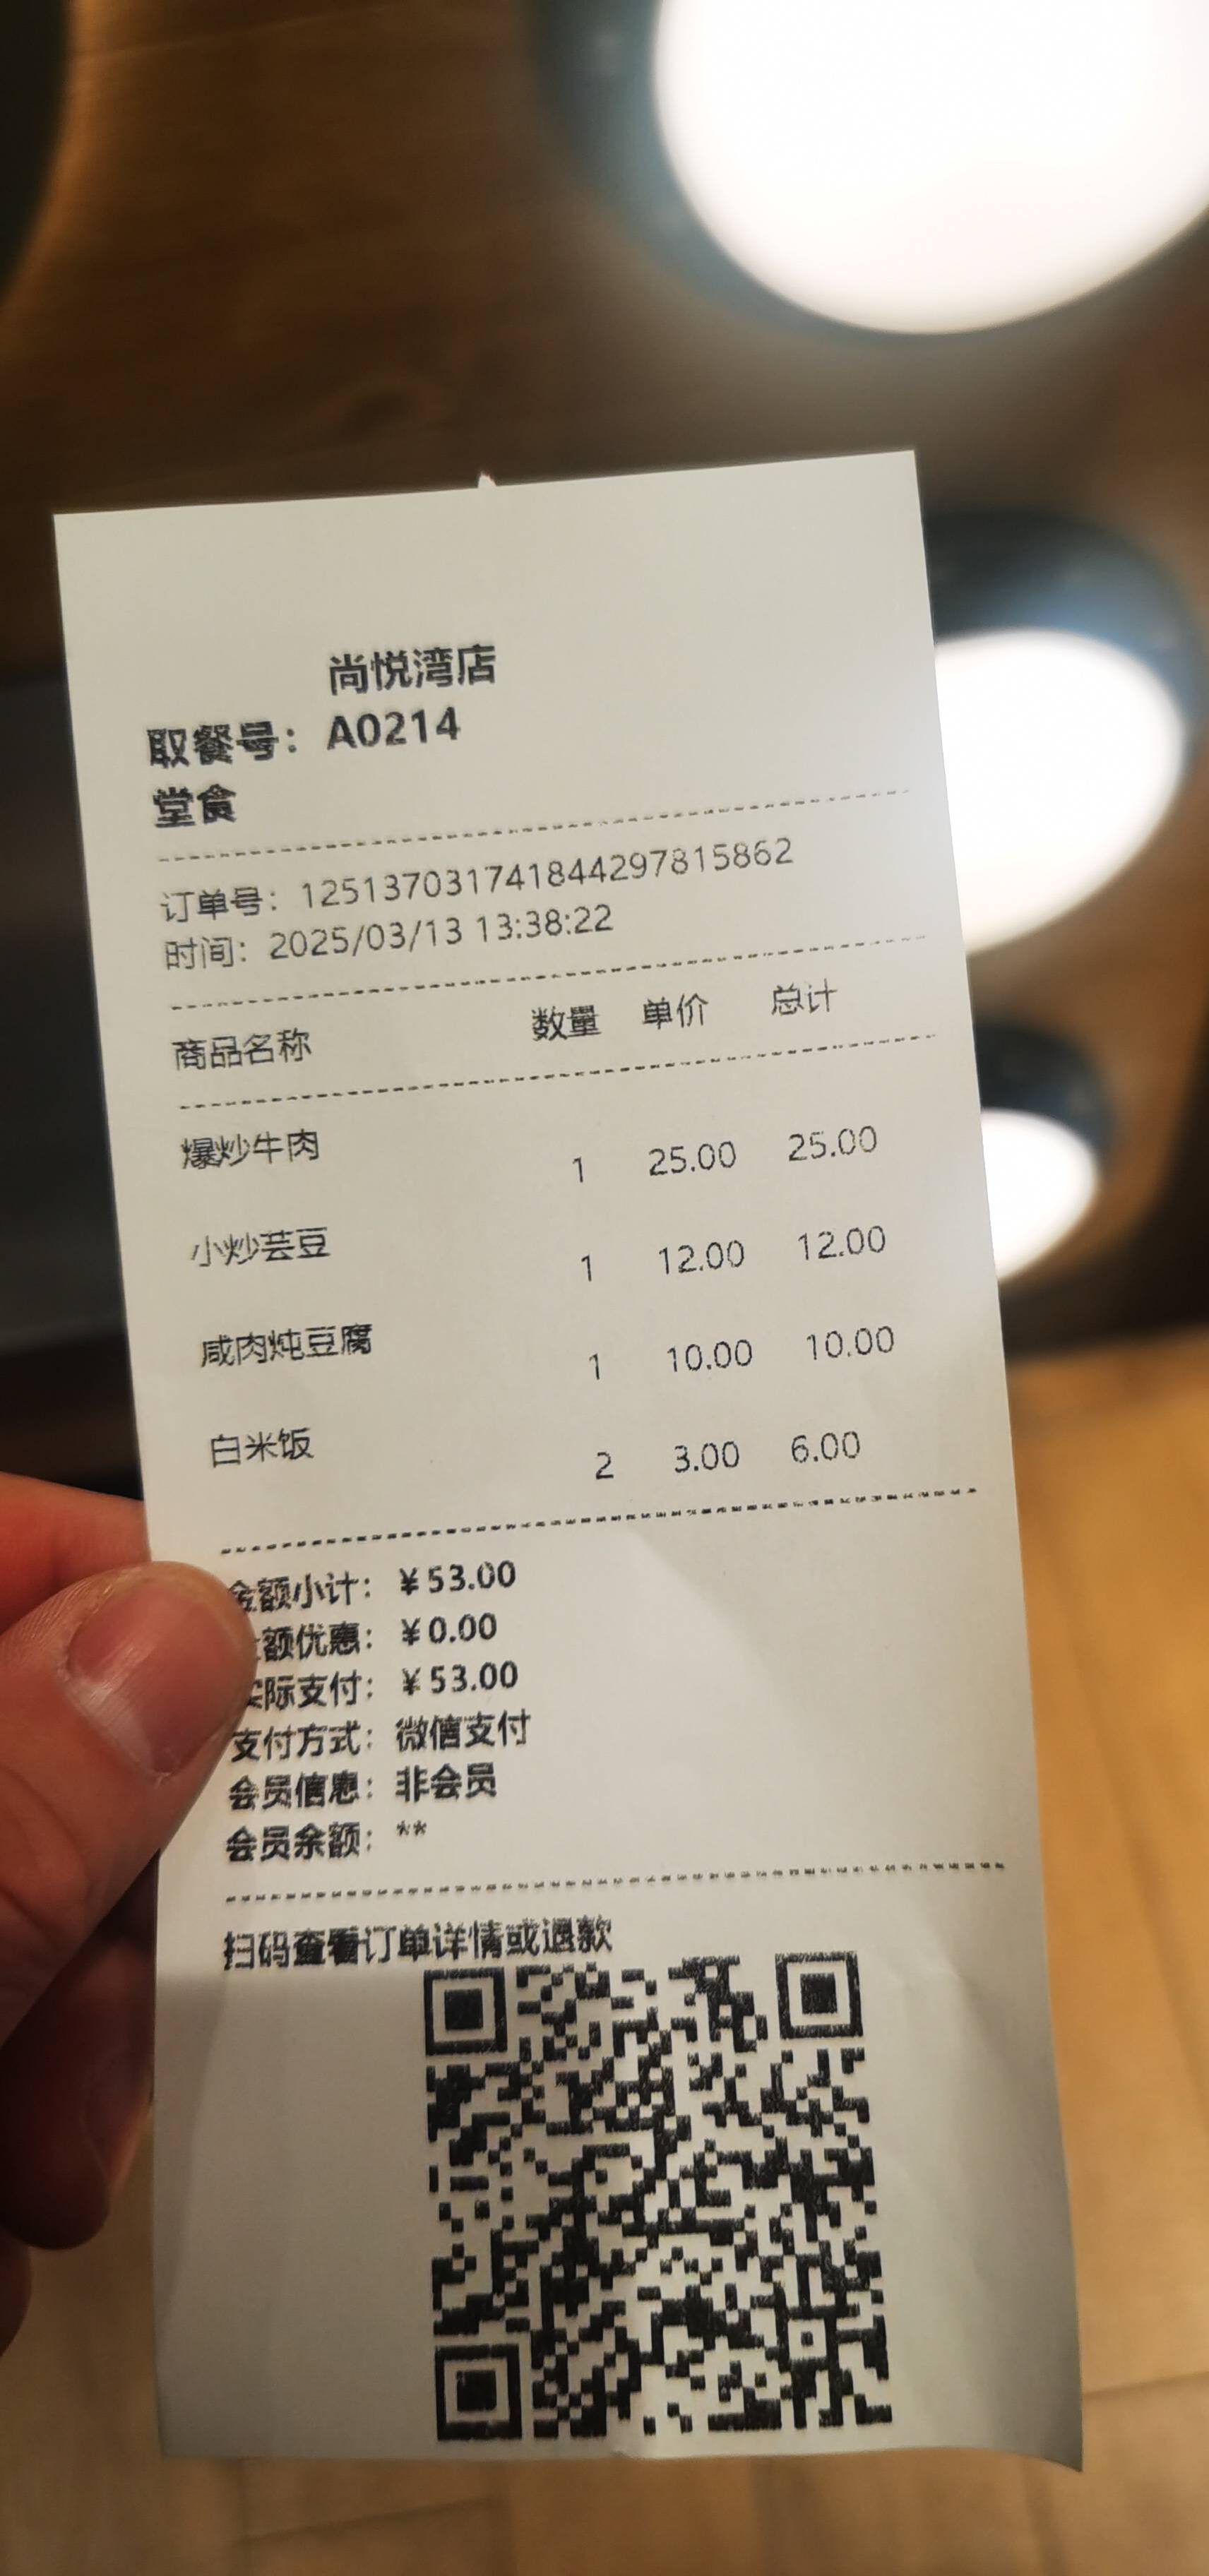 尚悦湾店
取餐号：A0214
堂食
订单号：125137031741844297815862
时间：2025/03/13 13:38:22
商品名称 数量 单价 总计
爆炒牛肉 1 25.00 25.00
小炒芸豆 1 12.00 12.00
咸肉炖豆腐 1 10.00 10.00
白米饭 2 3.00 6.00
金额小计：￥53.00
额优惠：￥0.00
实际支付：￥53.00
支付方式：微信支付
会员信息：非会员
会员余额：**
扫码查看订单详情或退款